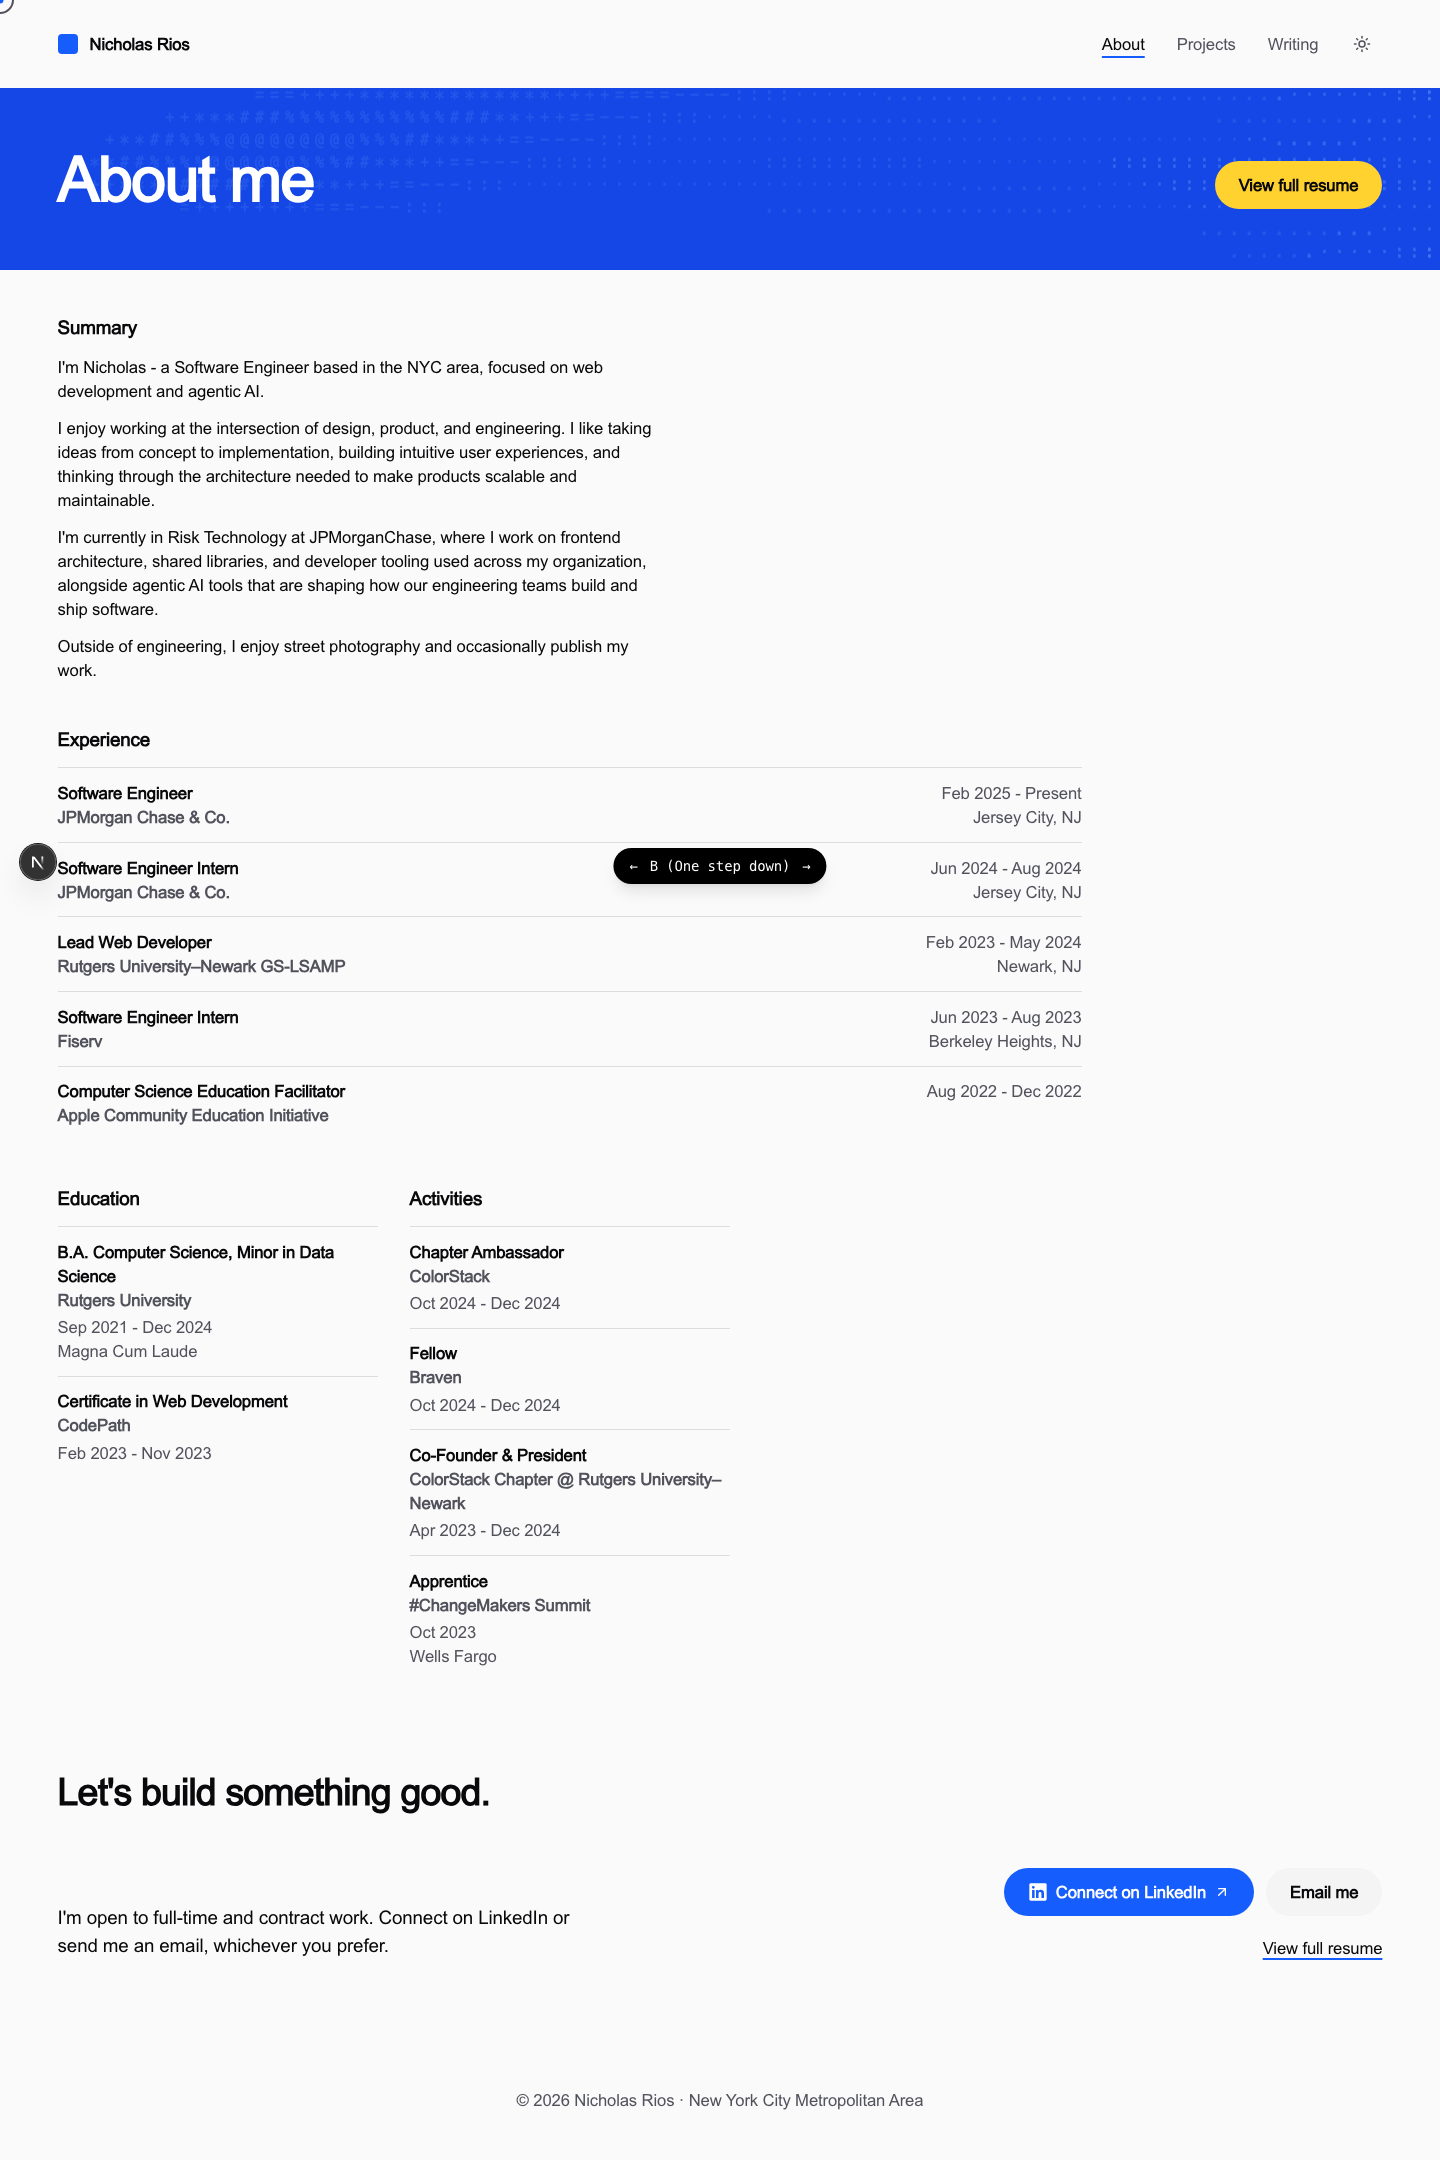 Nicholas Rios
About
Projects
Writing
About me
View full resume
Summary
I'm Nicholas - a Software Engineer based in the NYC area, focused on web
development and agentic AI.
I enjoy working at the intersection of design, product, and engineering. I like taking
ideas from concept to implementation, building intuitive user experiences, and
thinking through the architecture needed to make products scalable and
maintainable.
I'm currently in Risk Technology at JPMorganChase, where I work on frontend
architecture, shared libraries, and developer tooling used across my organization,
alongside agentic AI tools that are shaping how our engineering teams build and
ship software.
Outside of engineering, I enjoy street photography and occasionally publish my
work.
Experience
Software Engineer
Feb 2025 - Present
JPMorgan Chase & Co.
Jersey City, NJ
N
Software Engineer Intern
← B (One step down) →
Jun 2024 - Aug 2024
JPMorgan Chase & Co.
Jersey City, NJ
Lead Web Developer
Feb 2023 - May 2024
Rutgers University–Newark GS-LSAMP
Newark, NJ
Software Engineer Intern
Jun 2023 - Aug 2023
Fiserv
Berkeley Heights, NJ
Computer Science Education Facilitator
Aug 2022 - Dec 2022
Apple Community Education Initiative
Education
B.A. Computer Science, Minor in Data
Science
Rutgers University
Sep 2021 - Dec 2024
Magna Cum Laude
Certificate in Web Development
CodePath
Feb 2023 - Nov 2023
Activities
Chapter Ambassador
ColorStack
Oct 2024 - Dec 2024
Fellow
Braven
Oct 2024 - Dec 2024
Co-Founder & President
ColorStack Chapter @ Rutgers University–
Newark
Apr 2023 - Dec 2024
Apprentice
#ChangeMakers Summit
Oct 2023
Wells Fargo
Let's build something good.
I'm open to full-time and contract work. Connect on LinkedIn or
send me an email, whichever you prefer.
in Connect on LinkedIn ↗
Email me
View full resume
© 2026 Nicholas Rios · New York City Metropolitan Area